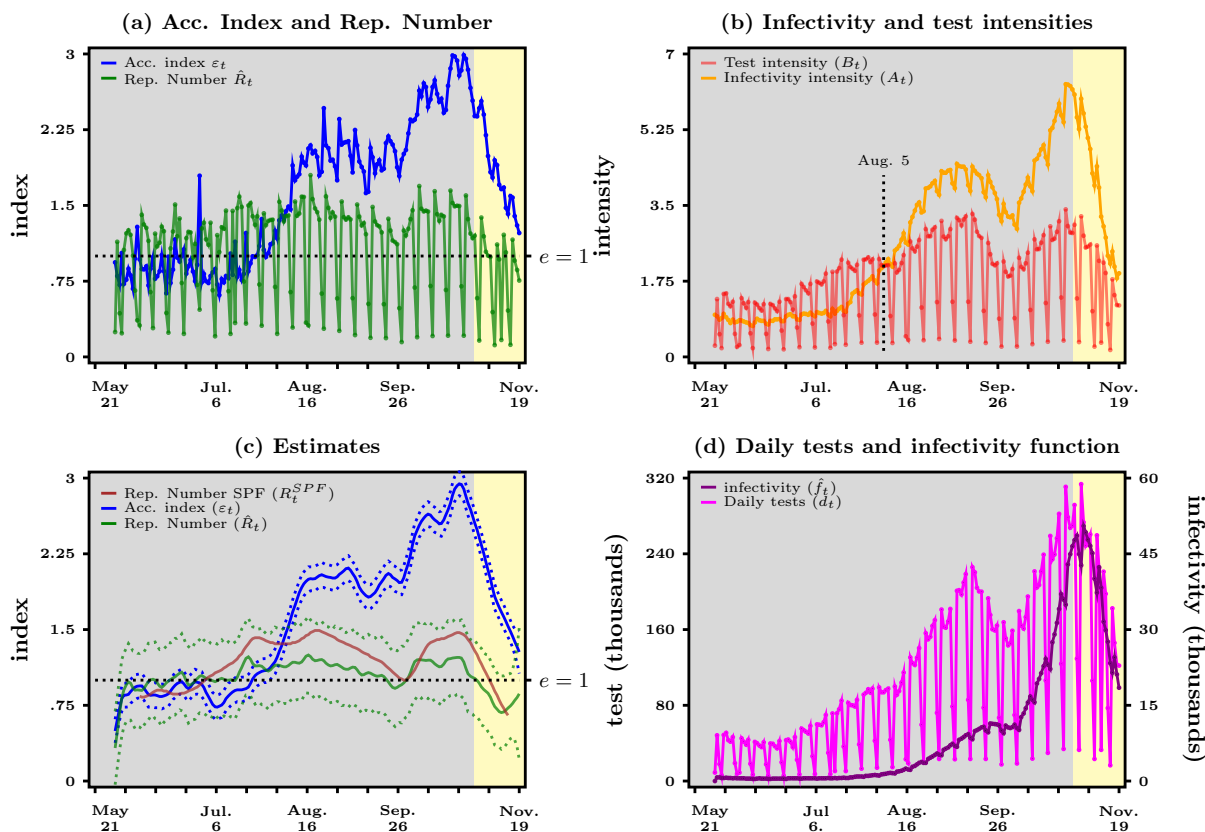 (a) Acc. Index and Rep. Number
3
2.25
1.5
.75
0
index
Acc. index εₜ
Rep. Number R̂ₜ
e = 1
May 21
Jul. 6
Aug. 16
Sep. 26
Nov. 19
(b) Infectivity and test intensities
7
5.25
3.5
1.75
0
intensity
Test intensity (Bₜ)
Infectivity intensity (Aₜ)
Aug. 5
May 21
Jul. 6
Aug. 16
Sep. 26
Nov. 19
(c) Estimates
3
2.25
1.5
.75
0
index
Rep. Number SPF (Rₜ^SPF)
Acc. index (εₜ)
Rep. Number (R̂ₜ)
e = 1
May 21
Jul. 6
Aug. 16
Sep. 26
Nov. 19
(d) Daily tests and infectivity function
320
240
160
80
0
test (thousands)
infectivity (f̂ₜ)
Daily tests (dₜ)
60
45
30
15
0
infectivity (thousands)
May 21
Jul 6.
Aug. 16
Sep. 26
Nov. 19